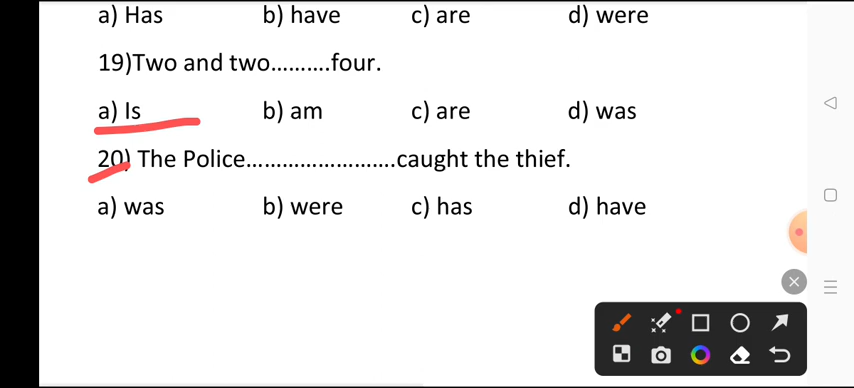 a) Has b) have c) are d) were
19)Two and two..........four.
a) Is b) am c) are d) was
20) The Police.........................caught the thief.
a) was b) were c) has d) have